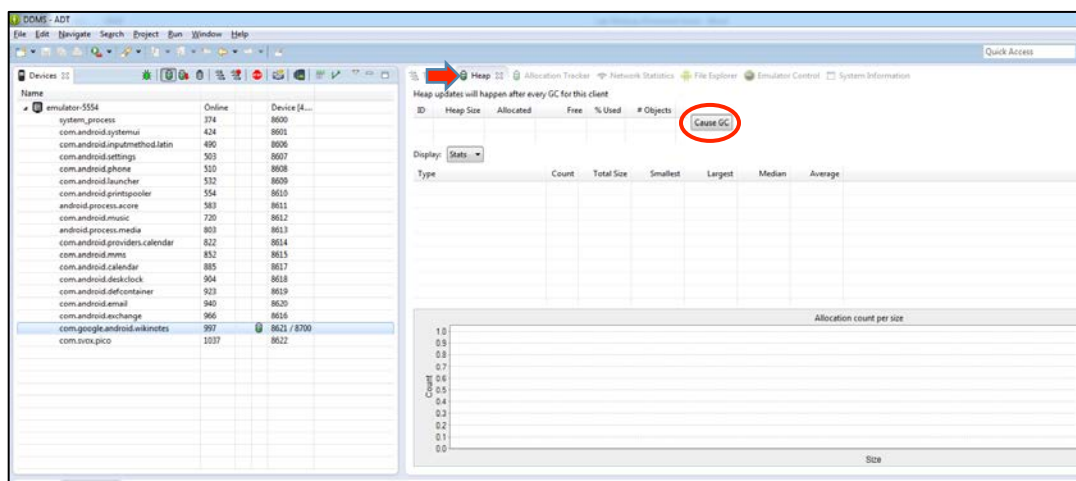 DDMS - ADT
File Edit Navigate Search Project Run Window Help
Quick Access
Devices
Heap Allocation Tracker Network Statistics File Explorer Emulator Control System Information
Name
emulator-5554 Online Device [4....
system_process 374 8600
com.android.systemui 424 8601
com.android.inputmethod.latin 490 8606
com.android.settings 503 8607
com.android.phone 510 8608
com.android.launcher 532 8609
com.android.printspooler 554 8610
android.process.acore 583 8611
com.android.music 720 8612
android.process.media 803 8613
com.android.providers.calendar 822 8614
com.android.mms 852 8615
com.android.calendar 885 8617
com.android.deskclock 904 8618
com.android.defcontainer 923 8619
com.android.email 940 8620
com.android.exchange 966 8616
com.google.android.wikinotes 997 8621 / 8700
com.svox.pico 1037 8622
Heap updates will happen after every GC for this client
ID Heap Size Allocated Free % Used # Objects
Cause GC
Display: Stats
Type Count Total Size Smallest Largest Median Average
Allocation count per size
1.0
0.9
0.8
0.7
0.6
0.5
0.4
0.3
0.2
0.1
0.0
Count
Size